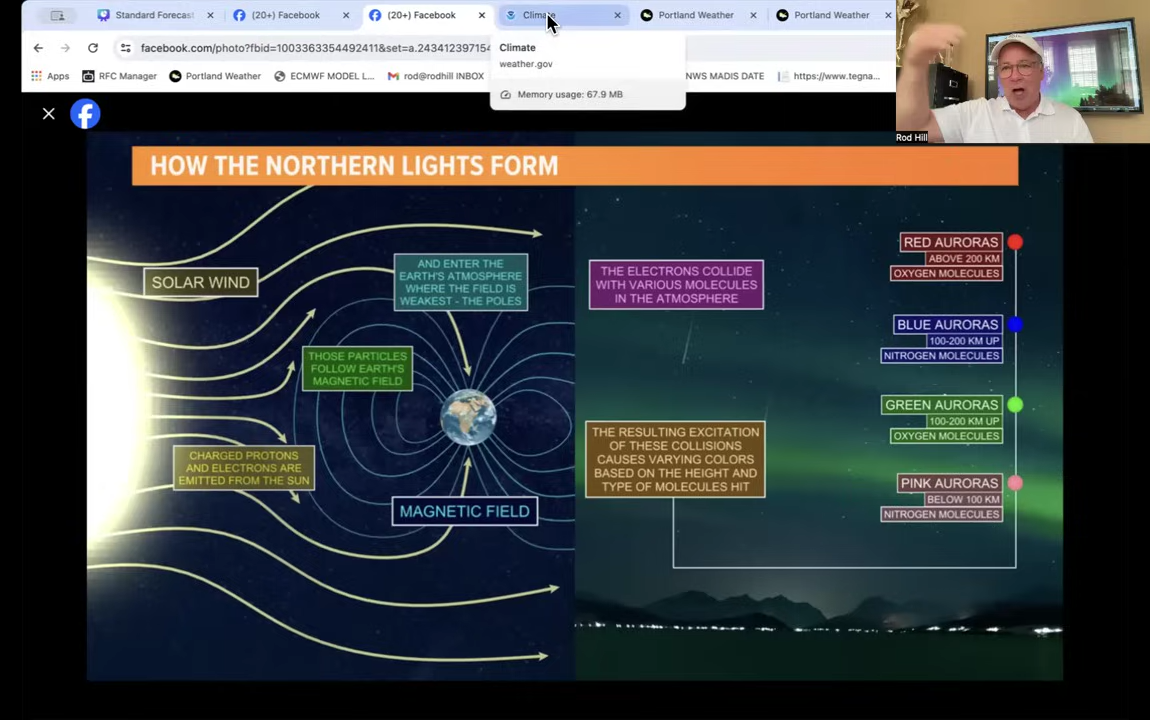 Standard Forecast
(20+) Facebook
(20+) Facebook
Climate
Portland Weather
Portland Weather
facebook.com/photo?fbid=1003363354492411&set=a.24341239715
Climate
weather.gov
Memory usage: 67.9 MB
Apps
RFC Manager
Portland Weather
ECMWF MODEL L...
rod@rodhill INBOX
NWS MADIS DATE
https://www.tegna...
Rod Hill
HOW THE NORTHERN LIGHTS FORM
SOLAR WIND
AND ENTER THE
EARTH'S ATMOSPHERE
WHERE THE FIELD IS
WEAKEST - THE POLES
THOSE PARTICLES
FOLLOW EARTH'S
MAGNETIC FIELD
CHARGED PROTONS
AND ELECTRONS ARE
EMITTED FROM THE SUN
MAGNETIC FIELD
THE ELECTRONS COLLIDE
WITH VARIOUS MOLECULES
IN THE ATMOSPHERE
THE RESULTING EXCITATION
OF THESE COLLISIONS
CAUSES VARYING COLORS
BASED ON THE HEIGHT AND
TYPE OF MOLECULES HIT
RED AURORAS
ABOVE 200 KM
OXYGEN MOLECULES
BLUE AURORAS
100-200 KM UP
NITROGEN MOLECULES
GREEN AURORAS
100-200 KM UP
OXYGEN MOLECULES
PINK AURORAS
BELOW 100 KM
NITROGEN MOLECULES